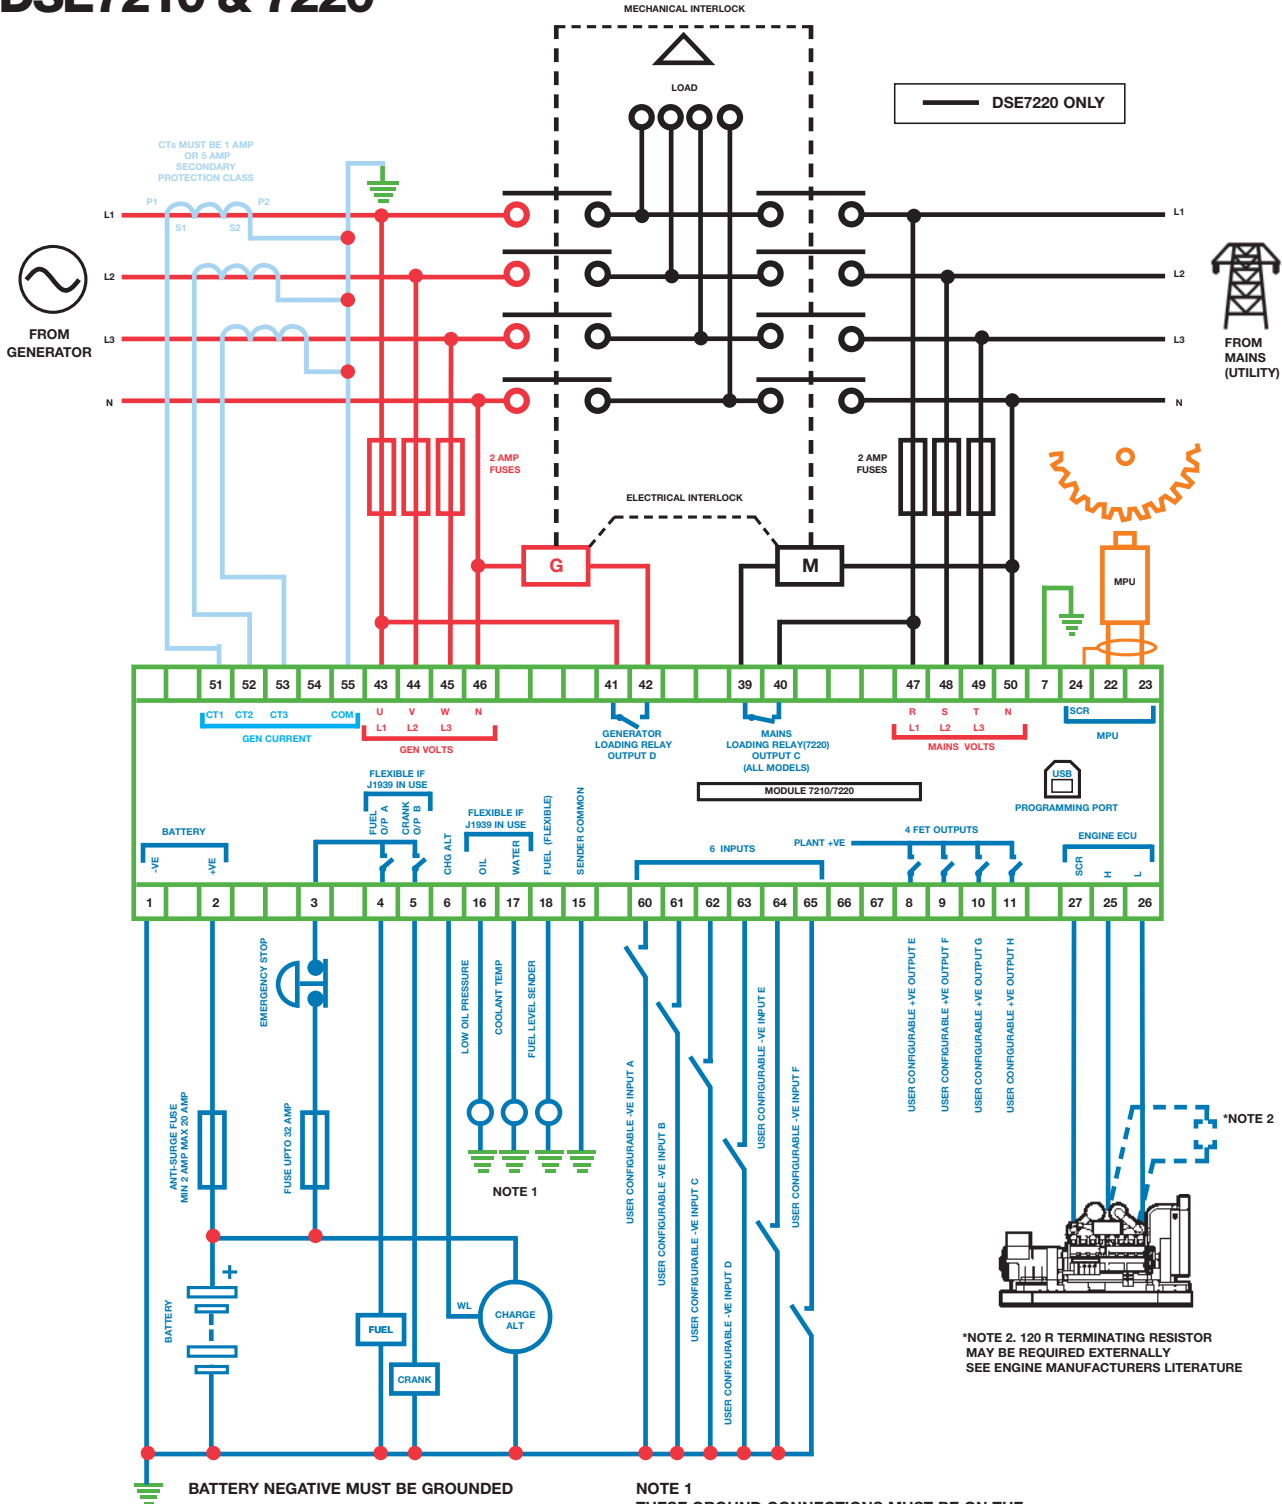 DSE7210 & 7220
MECHANICAL INTERLOCK
LOAD
DSE7220 ONLY
CTs MUST BE 1 AMP
OR 5 AMP
SECONDARY
PROTECTION CLASS
P1
P2
S1
S2
L1
L2
L3
N
FROM
GENERATOR
L1
L2
L3
N
FROM
MAINS
(UTILITY)
2 AMP
FUSES
2 AMP
FUSES
ELECTRICAL INTERLOCK
G
M
MPU
51 52 53 54 55 43 44 45 46 41 42 39 40 47 48 49 50 7 24 22 23
CT1 CT2 CT3 COM
GEN CURRENT
U V W N
L1 L2 L3
GEN VOLTS
GENERATOR
LOADING RELAY
OUTPUT D
MAINS
LOADING RELAY(7220)
OUTPUT C
(ALL MODELS)
R S T N
L1 L2 L3
MAINS VOLTS
SCR
MPU
MODULE 7210/7220
USB
PROGRAMMING PORT
BATTERY
-VE
+VE
FLEXIBLE IF
J1939 IN USE
FUEL
O/P A
CRANK
O/P B
CHG ALT
FLEXIBLE IF
J1939 IN USE
OIL
WATER
FUEL (FLEXIBLE)
SENDER COMMON
6 INPUTS
PLANT +VE
4 FET OUTPUTS
ENGINE ECU
SCR
H
L
1 2 3 4 5 6 16 17 18 15 60 61 62 63 64 65 66 67 8 9 10 11 27 25 26
EMERGENCY STOP
LOW OIL PRESSURE
COOLANT TEMP
FUEL LEVEL SENDER
ANTI-SURGE FUSE
MIN 2 AMP MAX 20 AMP
FUSE UPTO 32 AMP
NOTE 1
USER CONFIGURABLE -VE INPUT A
USER CONFIGURABLE -VE INPUT B
USER CONFIGURABLE -VE INPUT C
USER CONFIGURABLE -VE INPUT D
USER CONFIGURABLE -VE INPUT E
USER CONFIGURABLE -VE INPUT F
USER CONFIGURABLE +VE OUTPUT E
USER CONFIGURABLE +VE OUTPUT F
USER CONFIGURABLE +VE OUTPUT G
USER CONFIGURABLE +VE OUTPUT H
*NOTE 2
BATTERY
+
WL
CHARGE
ALT
FUEL
CRANK
*NOTE 2. 120 R TERMINATING RESISTOR
MAY BE REQUIRED EXTERNALLY
SEE ENGINE MANUFACTURERS LITERATURE
BATTERY NEGATIVE MUST BE GROUNDED
NOTE 1
THESE GROUND CONNECTIONS MUST BE ON THE